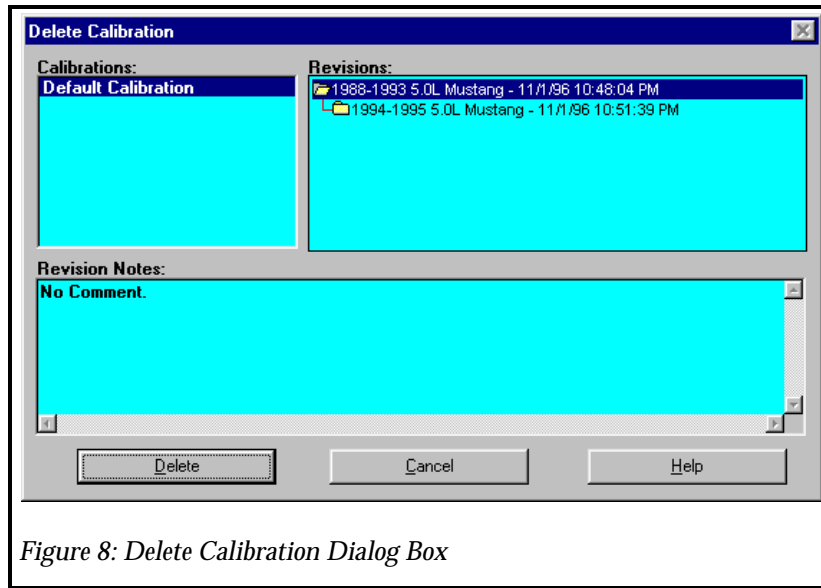 Delete Calibration
Calibrations:
Default Calibration
Revisions:
1988-1993 5.0L Mustang - 11/1/96 10:48:04 PM
1994-1995 5.0L Mustang - 11/1/96 10:51:39 PM
Revision Notes:
No Comment.
Delete
Cancel
Help
Figure 8: Delete Calibration Dialog Box